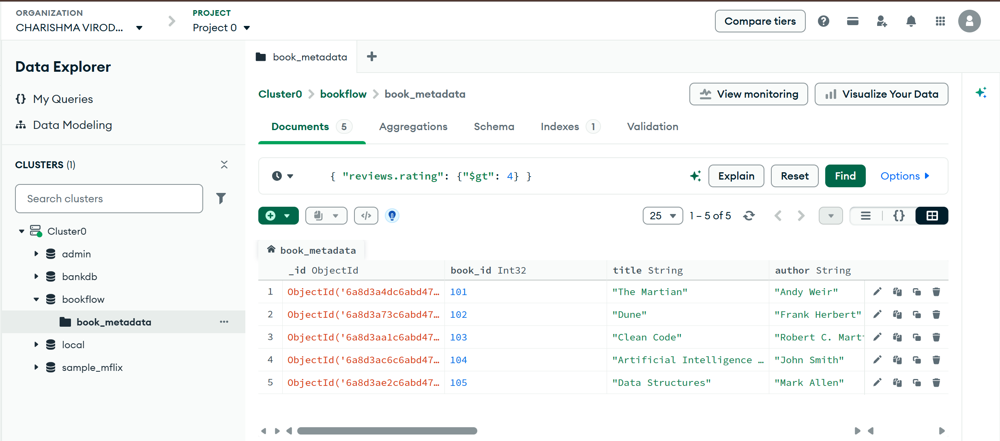 ORGANIZATION
CHARISHMA VIROD...
PROJECT
Project 0
Compare tiers
Data Explorer
My Queries
Data Modeling
CLUSTERS (1)
Search clusters
Cluster0
admin
bankdb
bookflow
book_metadata
local
sample_mflix
book_metadata
Cluster0 > bookflow > book_metadata
View monitoring
Visualize Your Data
Documents 5
Aggregations
Schema
Indexes 1
Validation
{ "reviews.rating": {"$gt": 4} }
Explain
Reset
Find
Options
25
1 – 5 of 5
book_metadata
_id ObjectId book_id Int32 title String author String
1 ObjectId('6a8d3a4dc6abd47… 101 "The Martian" "Andy Weir"
2 ObjectId('6a8d3a73c6abd47… 102 "Dune" "Frank Herbert"
3 ObjectId('6a8d3aa1c6abd47… 103 "Clean Code" "Robert C. Mart
4 ObjectId('6a8d3ac6c6abd47… 104 "Artificial Intelligence … "John Smith"
5 ObjectId('6a8d3ae2c6abd47… 105 "Data Structures" "Mark Allen"